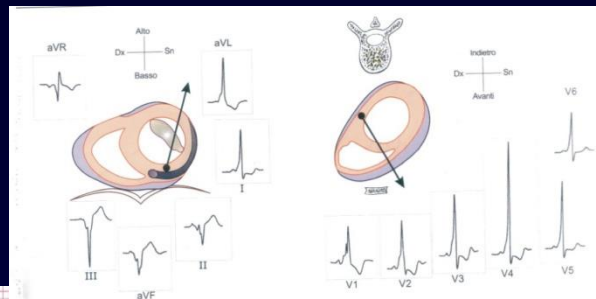 aVR
Alto
Dx
Sn
Basso
aVL
I
III
aVF
II
Indietro
Dx
Sn
Avanti
V6
V1
V2
V3
V4
V5